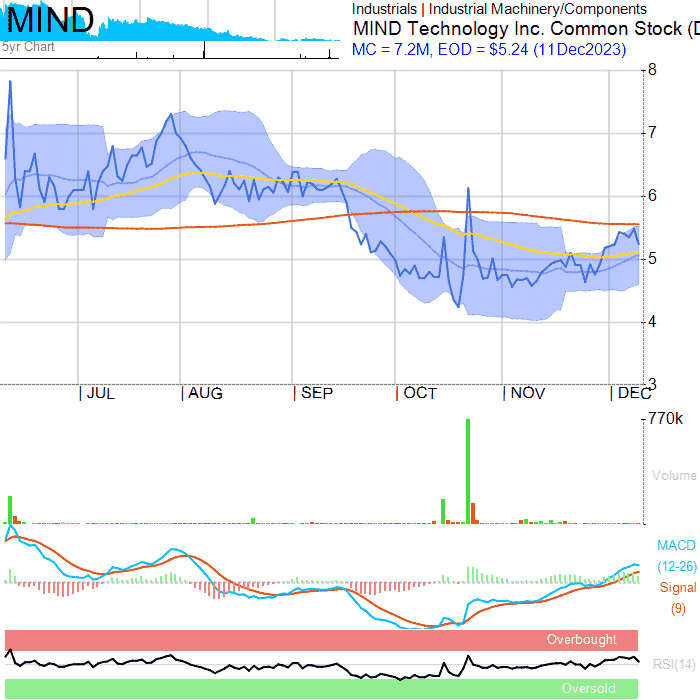 MIND
5yr Chart
Industrials | Industrial Machinery/Components
MIND Technology Inc. Common Stock (D
MC = 7.2M, EOD = $5.24 (11Dec2023)
8
7
6
5
4
3
JUL AUG SEP OCT NOV DEC
770k
Volume
MACD
(12-26)
Signal
(9)
Overbought
RSI(14)
Oversold